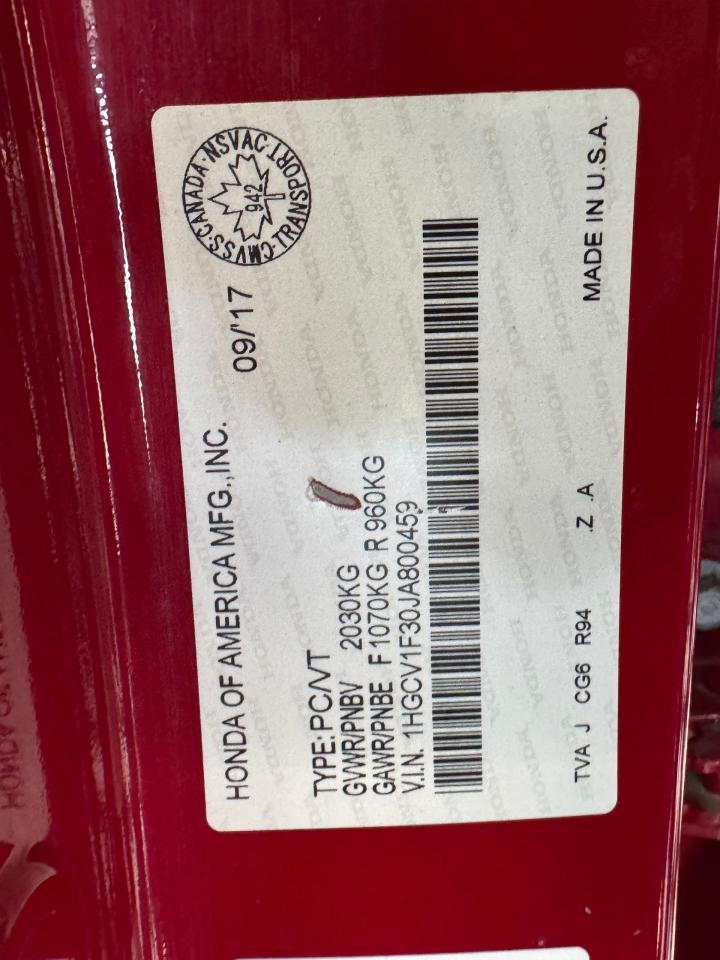 HONDA OF AMERICA MFG.,INC. 09/'17
CMVSS·CANADA·NSVAC·TRANSPORT
942
TYPE: PC/VT
GVWR/PNBV 2030KG
GAWR/PNBE F 1070KG R 960KG
V.I.N. 1HGCV1F30JA800459
TVA J CG6 R94 .Z .A MADE IN U.S.A.